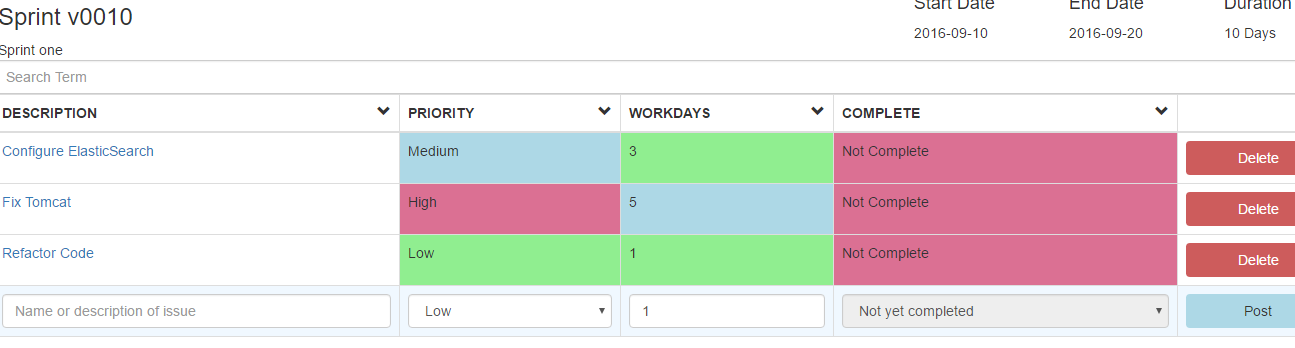 Sprint v0010
Start Date End Date Duration
2016-09-10 2016-09-20 10 Days
Sprint one
Search Term
DESCRIPTION PRIORITY WORKDAYS COMPLETE
Configure ElasticSearch Medium 3 Not Complete Delete
Fix Tomcat High 5 Not Complete Delete
Refactor Code Low 1 Not Complete Delete
Name or description of issue Low 1 Not yet completed Post